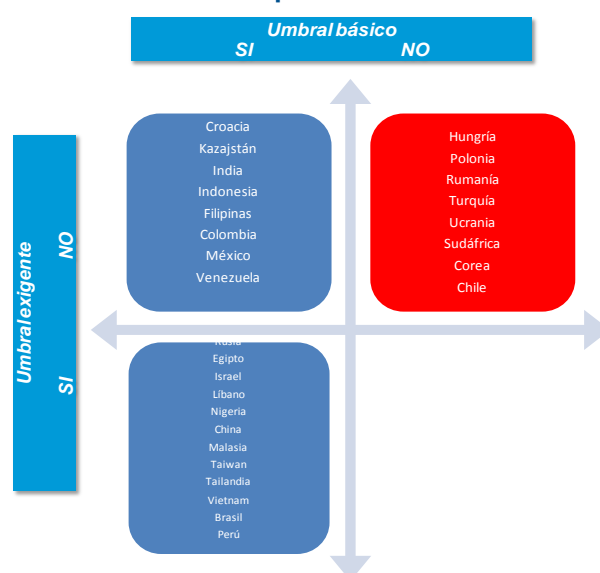 Umbral básico
SI NO
Umbral exigente
NO
SI
Croacia
Kazajstán
India
Indonesia
Filipinas
Colombia
México
Venezuela
Hungría
Polonia
Rumanía
Turquía
Ucrania
Sudáfrica
Corea
Chile
Rusia
Egipto
Israel
Líbano
Nigeria
China
Malasia
Taiwan
Tailandia
Vietnam
Brasil
Perú